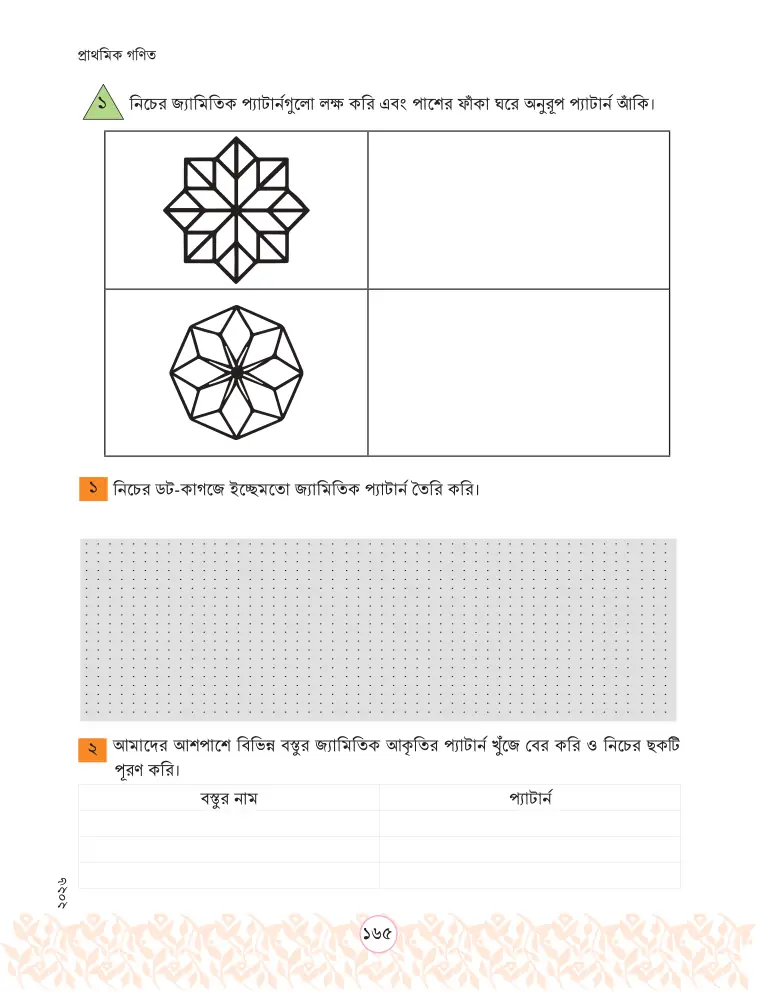 প্রাথমিক গণিত
১ নিচের জ্যামিতিক প্যাটার্নগুলো লক্ষ করি এবং পাশের ফাঁকা ঘরে অনুরূপ প্যাটার্ন আঁকি।
১ নিচের ডট-কাগজে ইচ্ছেমতো জ্যামিতিক প্যাটার্ন তৈরি করি।
২ আমাদের আশপাশে বিভিন্ন বস্তুর জ্যামিতিক আকৃতির প্যাটার্ন খুঁজে বের করি ও নিচের ছকটি
পূরণ করি।
বস্তুর নাম প্যাটার্ন
২০২৬
১৬৫